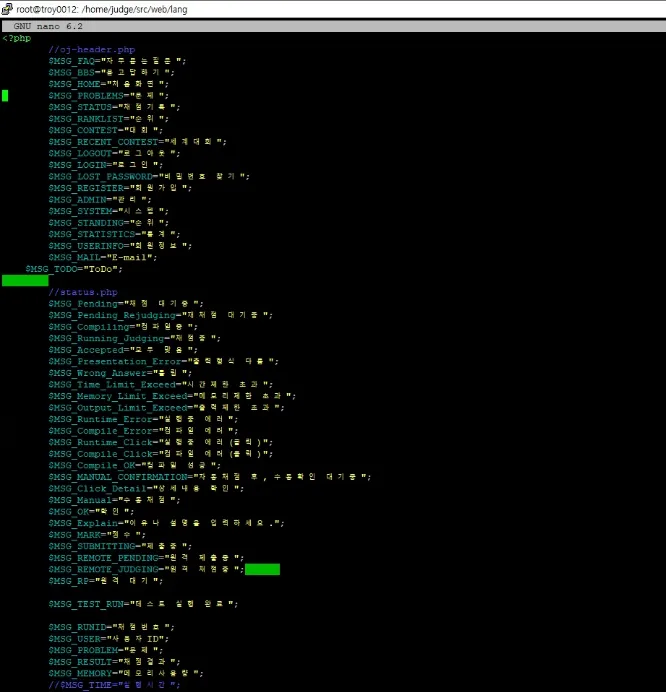 root@troy0012: /home/judge/src/web/lang
GNU nano 6.2
<?php
//oj-header.php
$MSG_FAQ="자주묻는질문";
$MSG_BBS="묻고답하기";
$MSG_HOME="처음화면";
$MSG_PROBLEMS="문제";
$MSG_STATUS="채점기록";
$MSG_RANKLIST="순위";
$MSG_CONTEST="대회";
$MSG_RECENT_CONTEST="세계대회";
$MSG_LOGOUT="로그아웃";
$MSG_LOGIN="로그인";
$MSG_LOST_PASSWORD="비밀번호 찾기";
$MSG_REGISTER="회원가입";
$MSG_ADMIN="관리";
$MSG_SYSTEM="시스템";
$MSG_STANDING="순위";
$MSG_STATISTICS="통계";
$MSG_USERINFO="회원정보";
$MSG_MAIL="E-mail";
$MSG_TODO="ToDo";
//status.php
$MSG_Pending="채점 대기중";
$MSG_Pending_Rejudging="재채점 대기중";
$MSG_Compiling="컴파일중";
$MSG_Running_Judging="채점중";
$MSG_Accepted="모두 맞음";
$MSG_Presentation_Error="출력형식 다름";
$MSG_Wrong_Answer="틀림";
$MSG_Time_Limit_Exceed="시간제한 초과";
$MSG_Memory_Limit_Exceed="메모리제한 초과";
$MSG_Output_Limit_Exceed="출력제한 초과";
$MSG_Runtime_Error="실행중 에러";
$MSG_Compile_Error="컴파일 에러";
$MSG_Runtime_Click="실행중 에러(클릭)";
$MSG_Compile_Click="컴파일 에러(클릭)";
$MSG_Compile_OK="컴파일 성공";
$MSG_MANUAL_CONFIRMATION="자동채점 후, 수동확인 대기중";
$MSG_Click_Detail="상세내용 확인";
$MSG_Manual="수동채점";
$MSG_OK="확인";
$MSG_Explain="이유나 설명을 입력하세요.";
$MSG_MARK="점수";
$MSG_SUBMITTING="제출중";
$MSG_REMOTE_PENDING="원격 제출중";
$MSG_REMOTE_JUDGING="원격 채점중";
$MSG_RP="원격 대기";
$MSG_TEST_RUN="테스트 실행 완료";
$MSG_RUNID="채점번호";
$MSG_USER="사용자ID";
$MSG_PROBLEM="문제";
$MSG_RESULT="채점결과";
$MSG_MEMORY="메모리사용량";
//$MSG_TIME="실행시간";